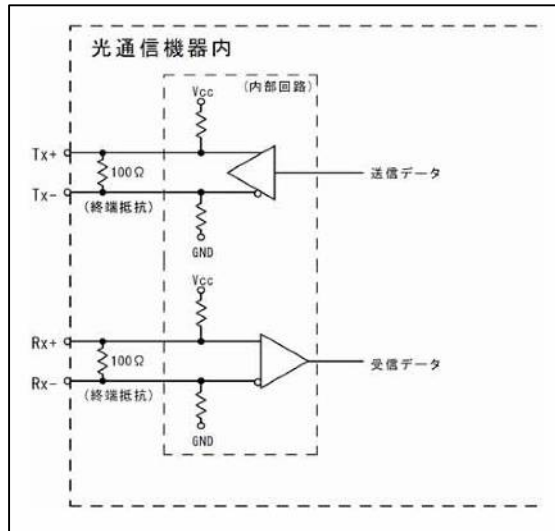 光通信機器内
(内部回路)
Vcc
Tx+
100Ω
送信データ
Tx-
(終端抵抗)
GND
Vcc
Rx+
100Ω
受信データ
Rx-
(終端抵抗)
GND